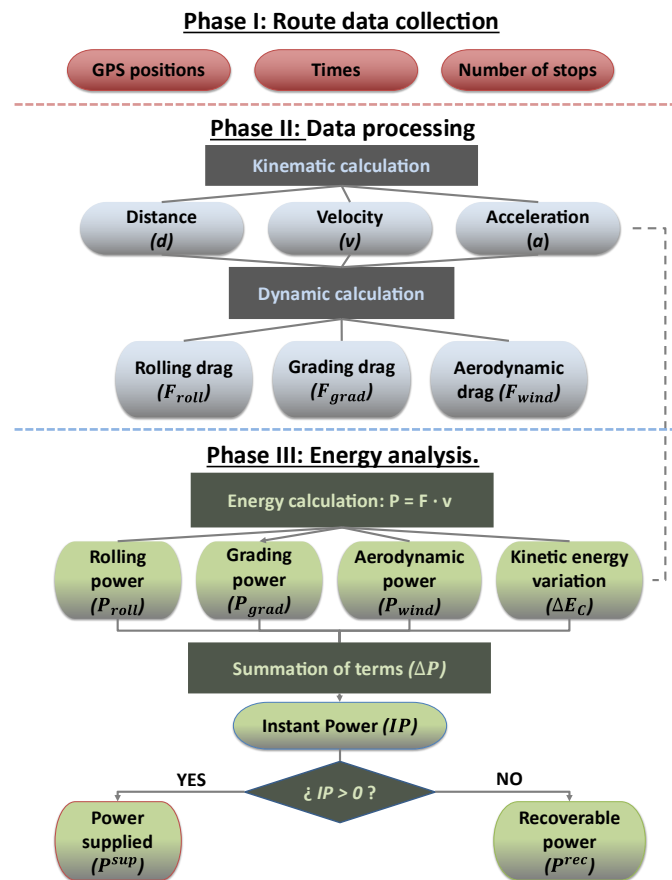 Phase I: Route data collection
GPS positions
Times
Number of stops
Phase II: Data processing
Kinematic calculation
Distance
(d)
Velocity
(v)
Acceleration
(a)
Dynamic calculation
Rolling drag
(F_roll)
Grading drag
(F_grad)
Aerodynamic
drag (F_wind)
Phase III: Energy analysis.
Energy calculation: P = F · v
Rolling
power
(P_roll)
Grading
power
(P_grad)
Aerodynamic
power
(P_wind)
Kinetic energy
variation
(ΔE_C)
Summation of terms (ΔP)
Instant Power (IP)
YES
¿ IP > 0 ?
NO
Power
supplied
(P^sup)
Recoverable
power
(P^rec)